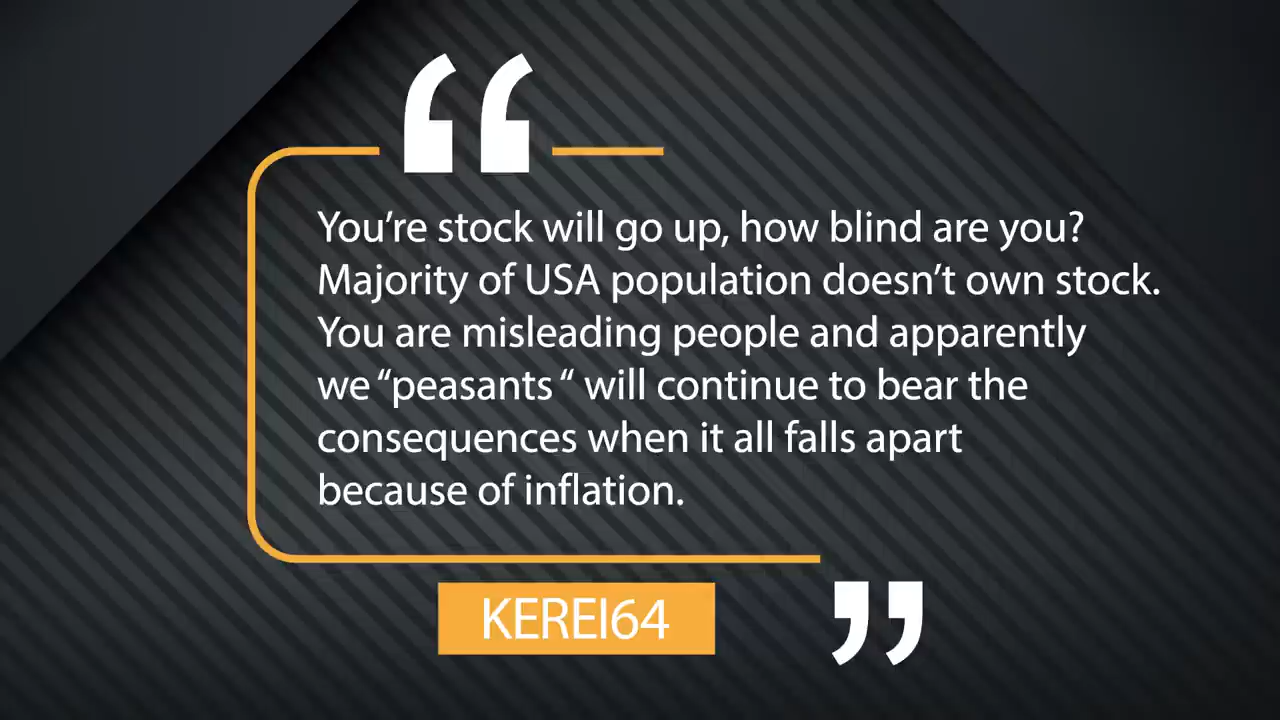 You’re stock will go up, how blind are you?
Majority of USA population doesn’t own stock.
You are misleading people and apparently
we “peasants “ will continue to bear the
consequences when it all falls apart
because of inflation.
KEREI64